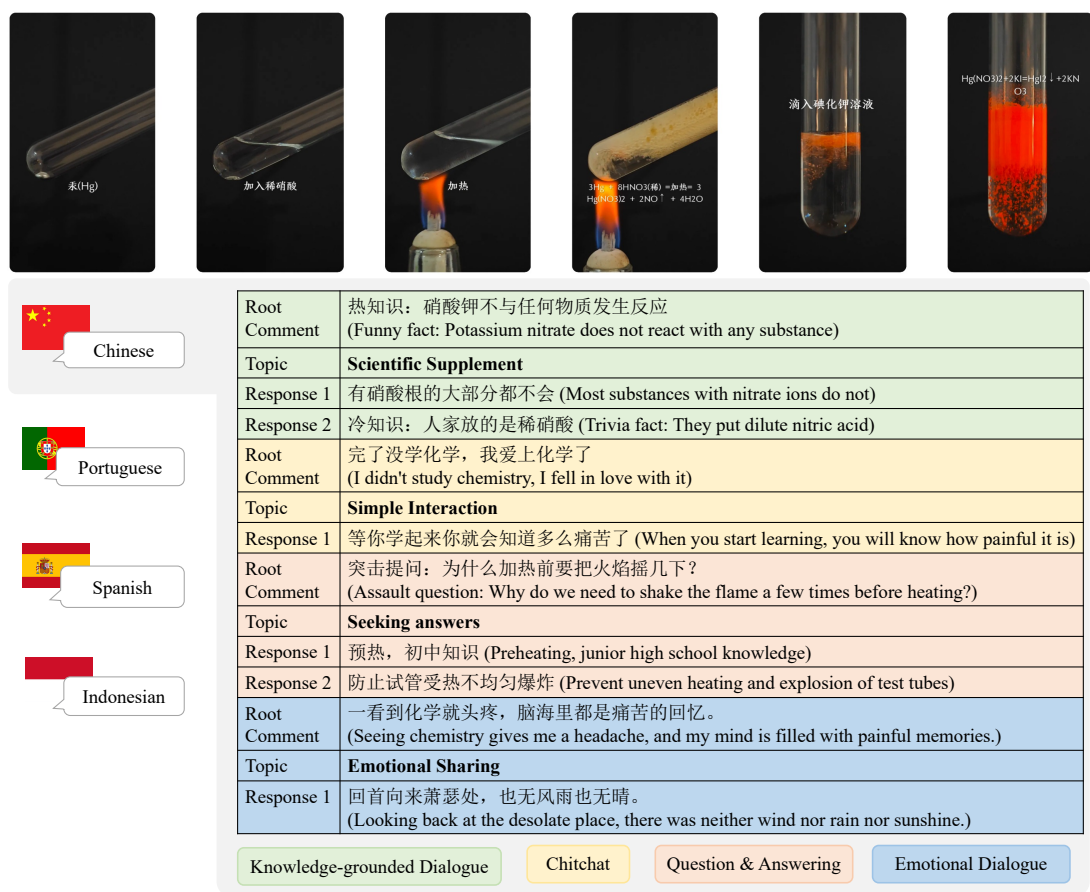 汞(Hg)
加入稀硝酸
加热
3Hg + 8HNO3(稀) =加热= 3
Hg(NO3)2 + 2NO↑ + 4H2O
滴入碘化钾溶液
Hg(NO3)2+2KI=HgI2↓+2KN
O3
Chinese
Portuguese
Spanish
Indonesian
Root
Comment
热知识：硝酸钾不与任何物质发生反应
(Funny fact: Potassium nitrate does not react with any substance)
Topic
Scientific Supplement
Response 1
有硝酸根的大部分都不会 (Most substances with nitrate ions do not)
Response 2
冷知识：人家放的是稀硝酸 (Trivia fact: They put dilute nitric acid)
Root
Comment
完了没学化学，我爱上化学了
(I didn't study chemistry, I fell in love with it)
Topic
Simple Interaction
Response 1
等你学起来你就会知道多么痛苦了 (When you start learning, you will know how painful it is)
Root
Comment
突击提问：为什么加热前要把火焰摇几下？
(Assault question: Why do we need to shake the flame a few times before heating?)
Topic
Seeking answers
Response 1
预热，初中知识 (Preheating, junior high school knowledge)
Response 2
防止试管受热不均匀爆炸 (Prevent uneven heating and explosion of test tubes)
Root
Comment
一看到化学就头疼，脑海里都是痛苦的回忆。
(Seeing chemistry gives me a headache, and my mind is filled with painful memories.)
Topic
Emotional Sharing
Response 1
回首向来萧瑟处，也无风雨也无晴。
(Looking back at the desolate place, there was neither wind nor rain nor sunshine.)
Knowledge-grounded Dialogue
Chitchat
Question & Answering
Emotional Dialogue